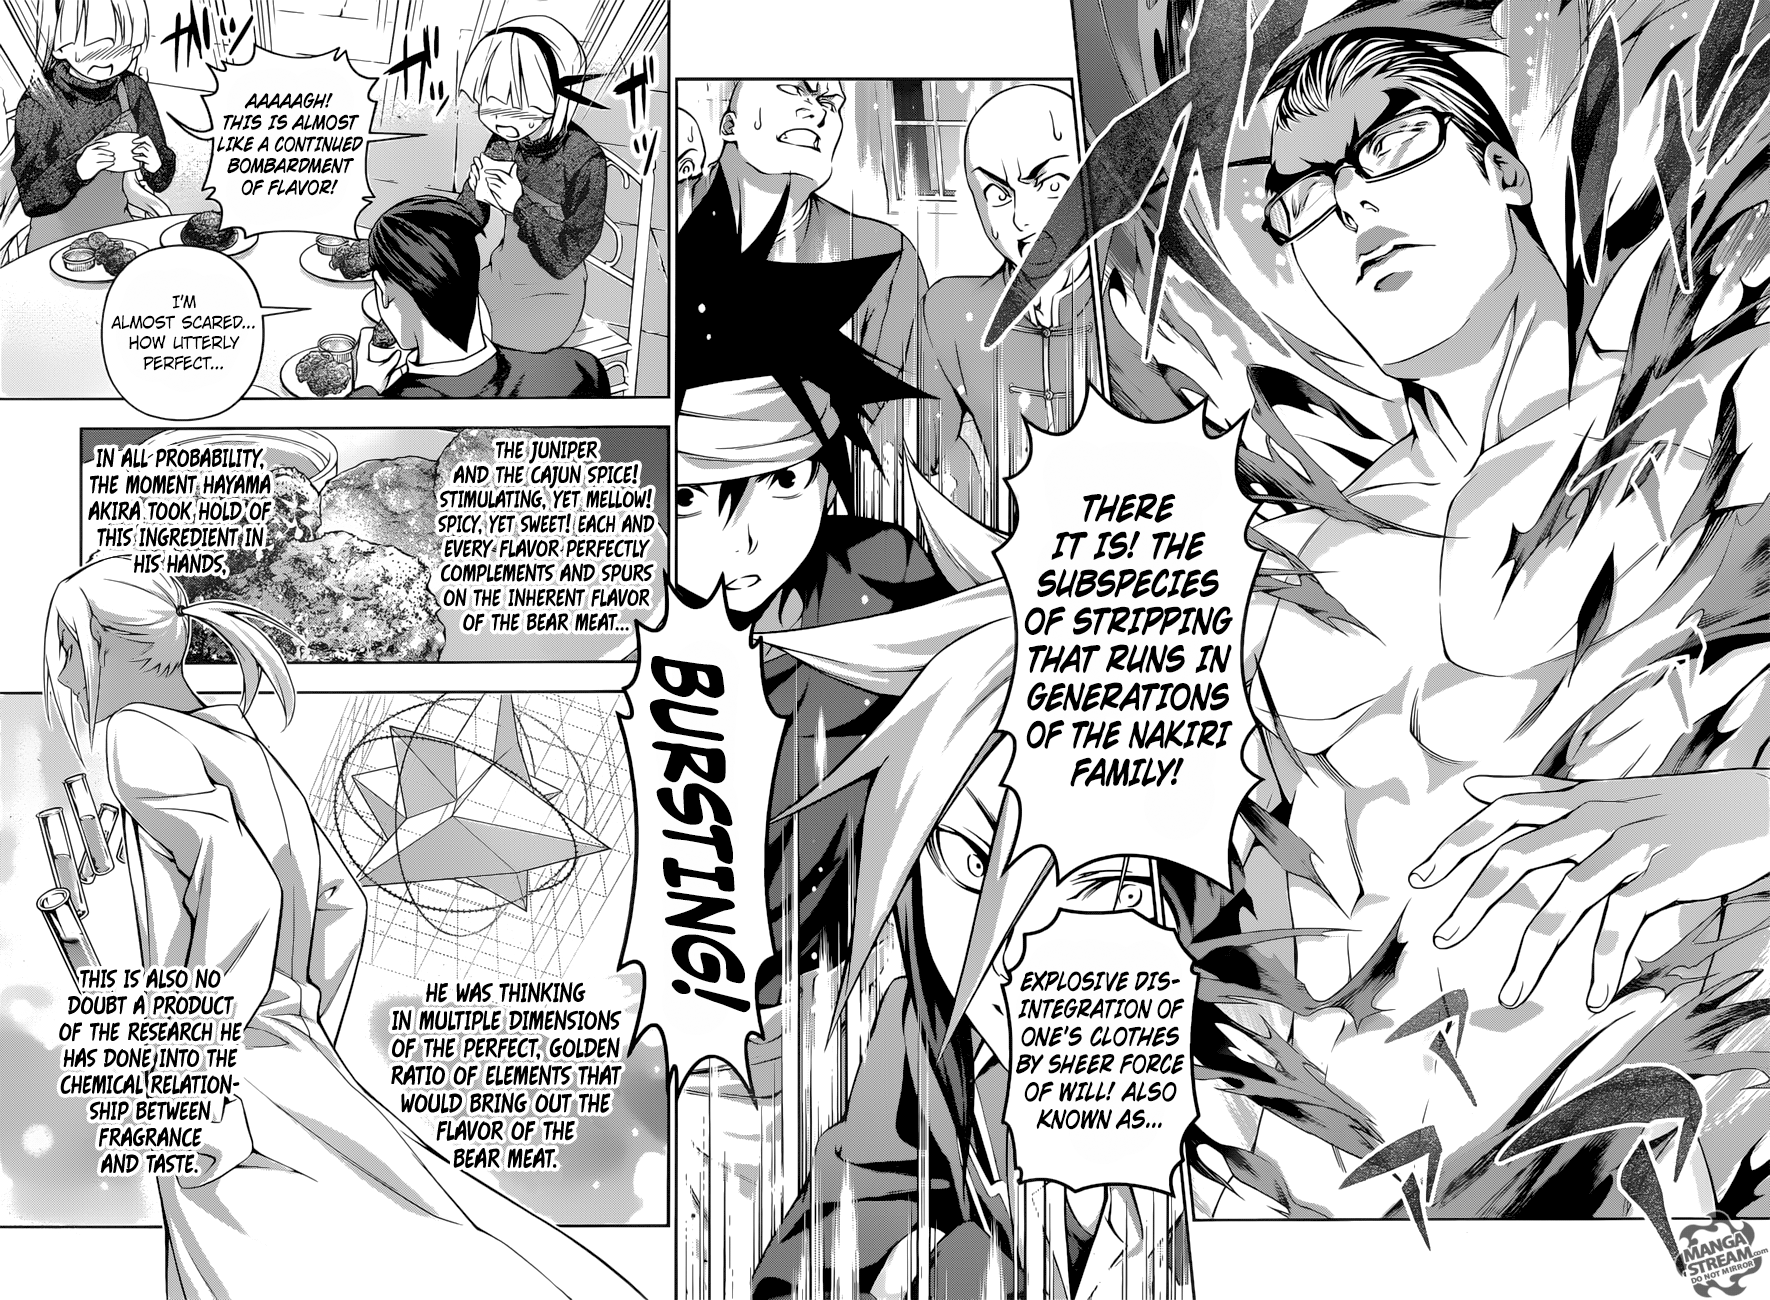 THERE
IT IS! THE
SUBSPECIES
OF STRIPPING
THAT RUNS IN
GENERATIONS
OF THE NAKIRI
FAMILY!
EXPLOSIVE DIS-
INTEGRATION OF
ONE'S CLOTHES
BY SHEER FORCE
OF WILL! ALSO
KNOWN AS...
BURSTING!
AAAAAGH!
THIS IS ALMOST
LIKE A CONTINUED
BOMBARDMENT
OF FLAVOR!
I'M
ALMOST SCARED...
HOW UTTERLY
PERFECT...
THE JUNIPER
AND THE CAJUN SPICE!
STIMULATING, YET MELLOW!
SPICY, YET SWEET! EACH AND
EVERY FLAVOR PERFECTLY
COMPLEMENTS AND SPURS
ON THE INHERENT FLAVOR
OF THE BEAR MEAT...
IN ALL PROBABILITY,
THE MOMENT HAYAMA
AKIRA TOOK HOLD OF
THIS INGREDIENT IN
HIS HANDS,
HE WAS THINKING
IN MULTIPLE DIMENSIONS
OF THE PERFECT, GOLDEN
RATIO OF ELEMENTS THAT
WOULD BRING OUT THE
FLAVOR OF THE
BEAR MEAT.
THIS IS ALSO NO
DOUBT A PRODUCT
OF THE RESEARCH HE
HAS DONE INTO THE
CHEMICAL RELATION-
SHIP BETWEEN
FRAGRANCE
AND TASTE.
MANGA
STREAM.com
DO NOT MIRROR